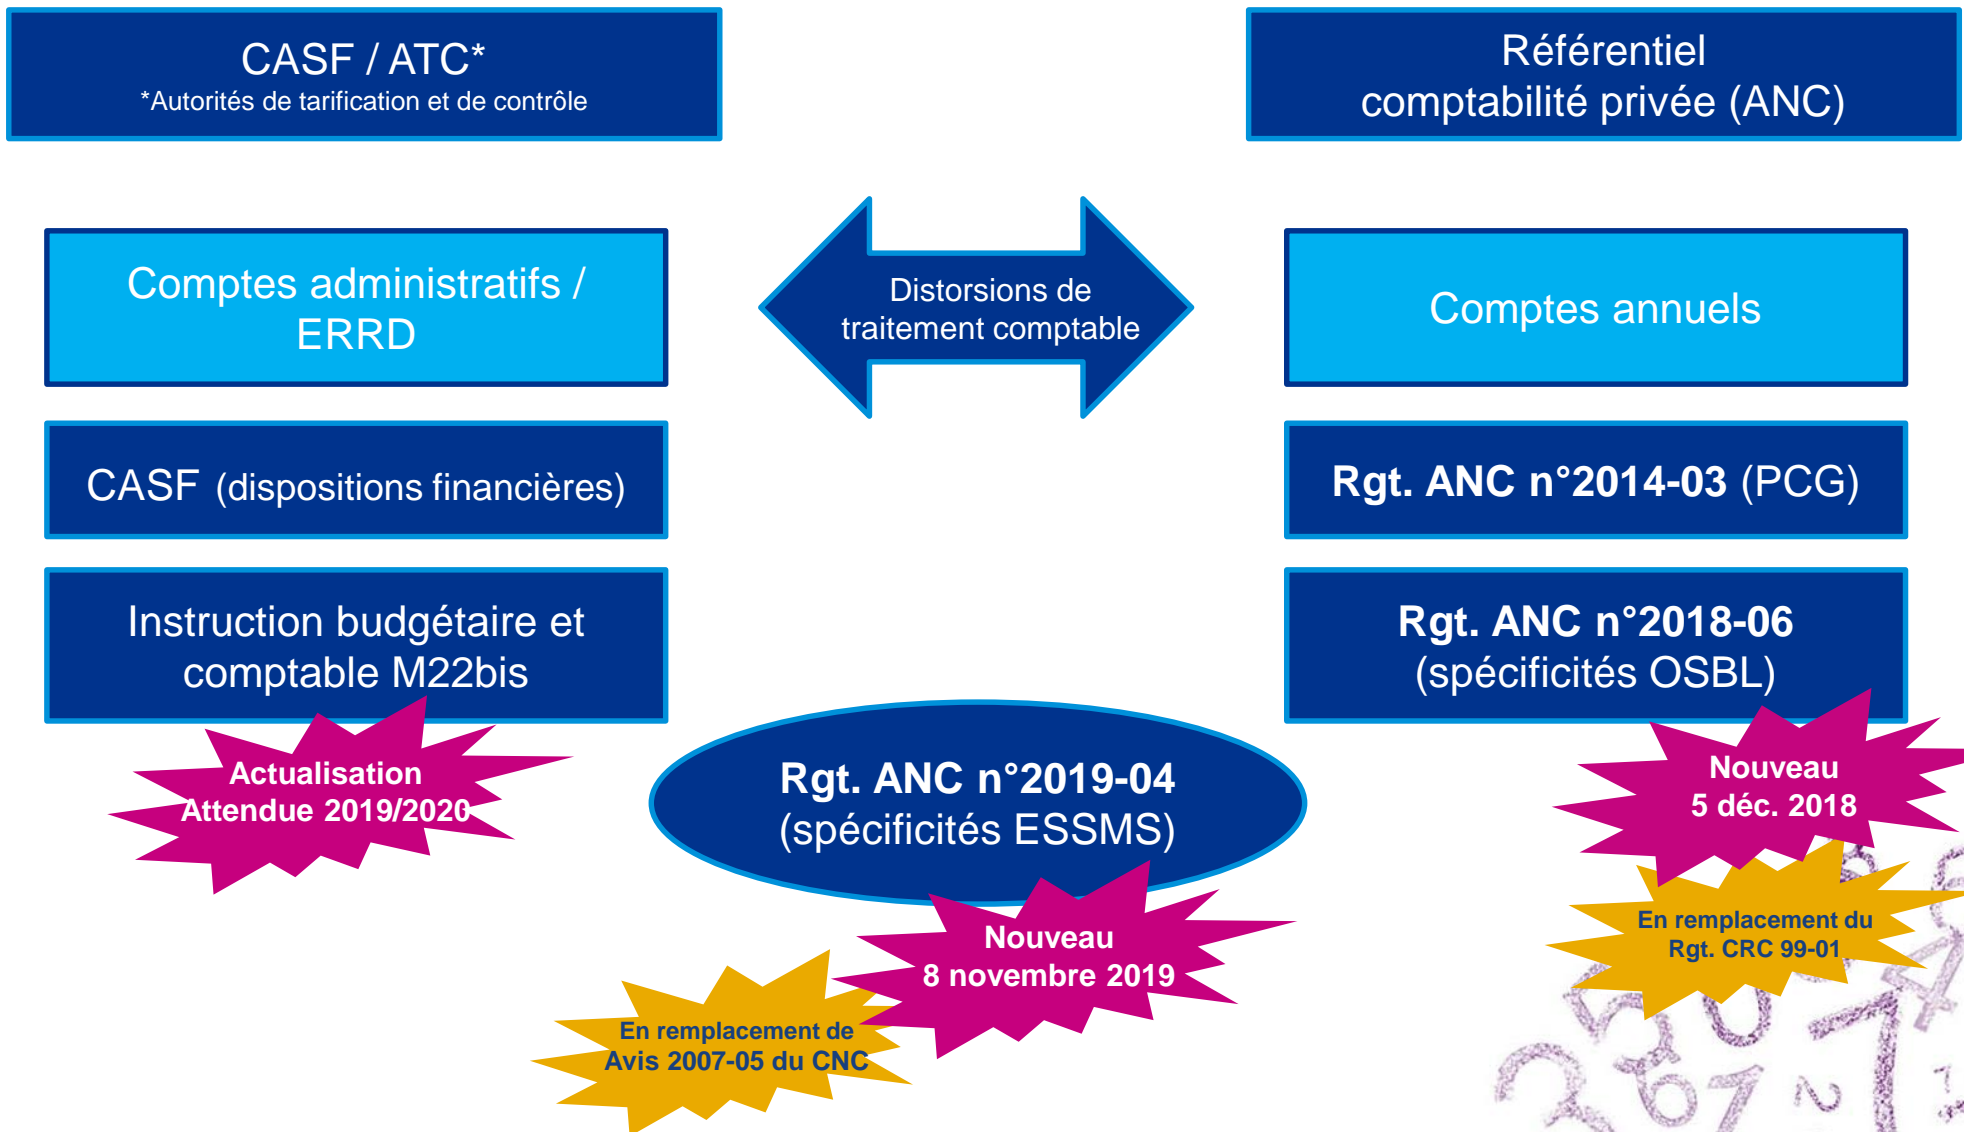 CASF / ATC*
*Autorités de tarification et de contrôle
Référentiel
comptabilité privée (ANC)
Comptes administratifs /
ERRD
Distorsions de
traitement comptable
Comptes annuels
CASF (dispositions financières)
Rgt. ANC n°2014-03 (PCG)
Instruction budgétaire et
comptable M22bis
Rgt. ANC n°2018-06
(spécificités OSBL)
Actualisation
Attendue 2019/2020
Rgt. ANC n°2019-04
(spécificités ESSMS)
Nouveau
5 déc. 2018
En remplacement du
Rgt. CRC 99-01
Nouveau
8 novembre 2019
En remplacement de
Avis 2007-05 du CNC